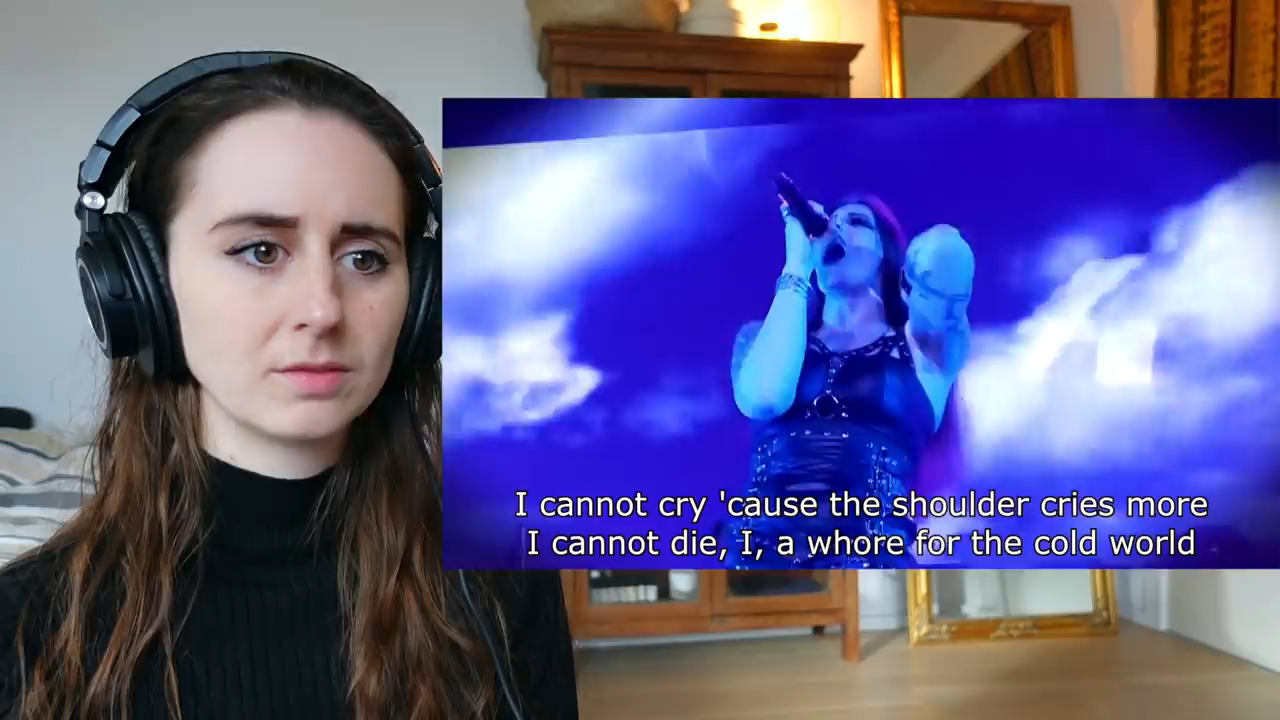 I cannot cry 'cause the shoulder cries more
I cannot die, I, a whore for the cold world